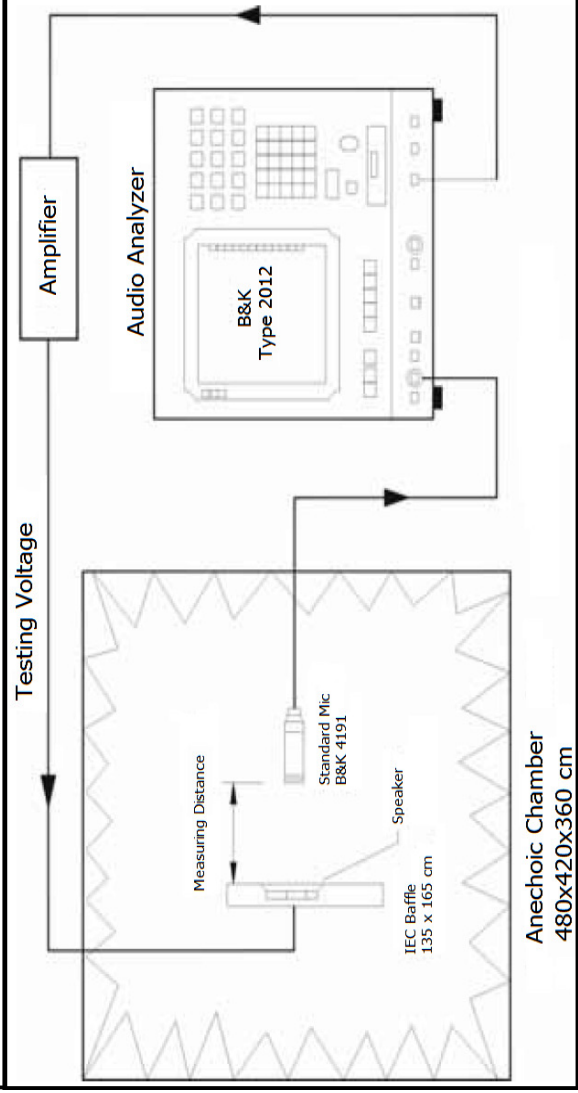 Testing Voltage
Amplifier
Audio Analyzer
B&K
Type 2012
Measuring Distance
Standard Mic
B&K 4191
Speaker
IEC Baffle
135 x 165 cm
Anechoic Chamber
480x420x360 cm